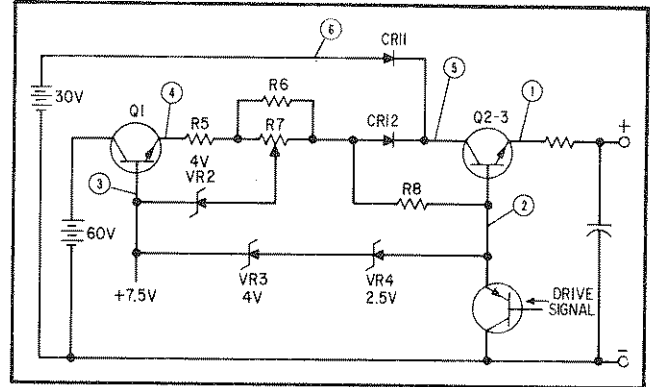 6
CR11
30V
R6
5
1
Q1
4
R5
R7
CR12
Q2-3
+
4V
VR2
3
R8
2
60V
+7.5V
VR3
4V
VR4
2.5V
DRIVE
SIGNAL
-